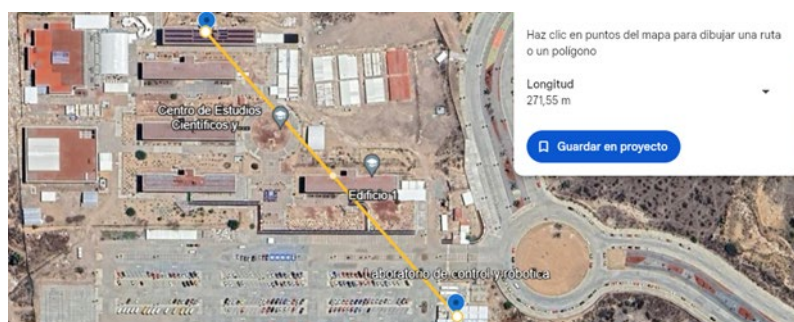 Haz clic en puntos del mapa para dibujar una ruta
o un polígono
Longitud
271,55 m
Guardar en proyecto
Centro de Estudios
Científicos y...
Edificio 1
Laboratorio de control y robotica